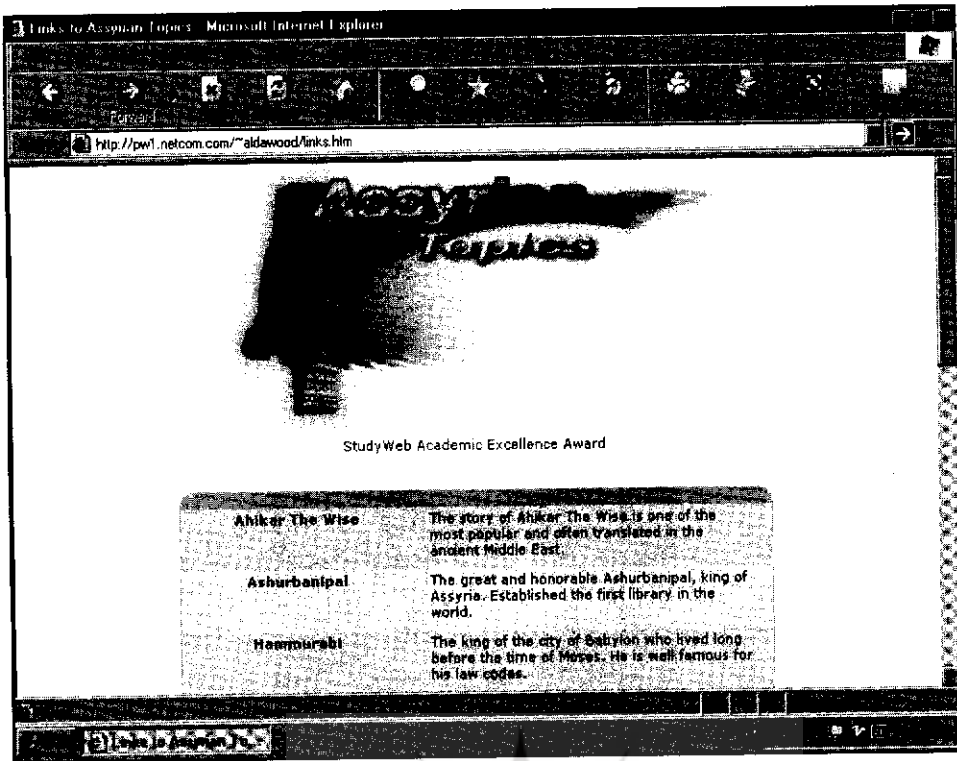 Links to Assyrian Topics - Microsoft Internet Explorer
Forward
http://pw1.netcom.com/~aldawood/links.htm
Assyrian
Topics
StudyWeb Academic Excellence Award
Ahikar The Wise
The story of Ahikar The Wise is one of the
most popular and often translated in the
ancient Middle East.
Ashurbanipal
The great and honorable Ashurbanipal, king of
Assyria. Established the first library in the
world.
Hammurabi
The king of the city of Babylon who lived long
before the time of Moses. He is well famous for
his law codes.
Links to Assyrian To...